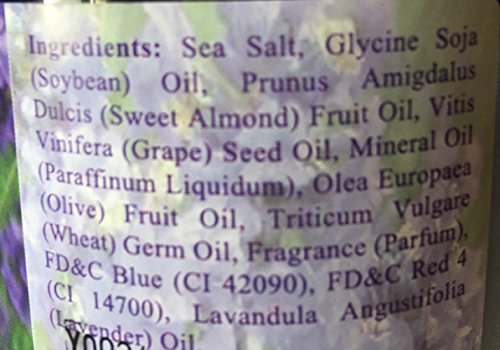 Ingredients: Sea Salt, Glycine Soja
(Soybean) Oil, Prunus Amigdalus
Dulcis (Sweet Almond) Fruit Oil, Vitis
Vinifera (Grape) Seed Oil, Mineral Oil
(Paraffinum Liquidum), Olea Europaea
(Olive) Fruit Oil, Triticum Vulgare
(Wheat) Germ Oil, Fragrance (Parfum),
FD&C Blue (CI 42090), FD&C Red 4
(CI 14700), Lavandula Angustifolia
(Lavender) Oil